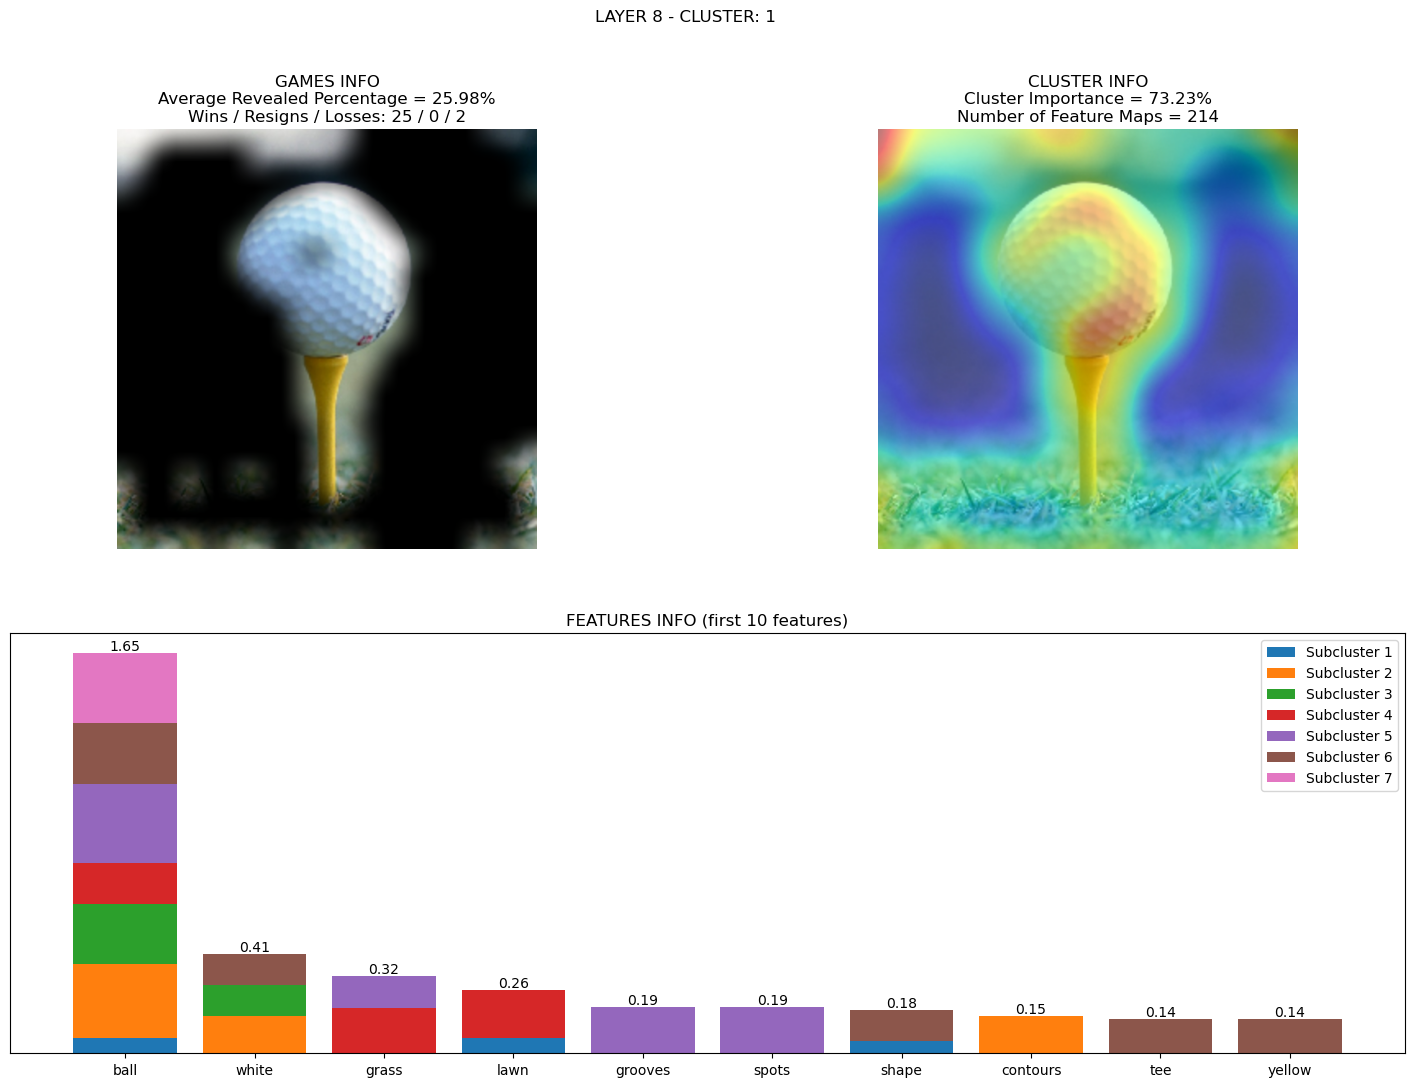 LAYER 8 - CLUSTER: 1
GAMES INFO
Average Revealed Percentage = 25.98%
Wins / Resigns / Losses: 25 / 0 / 2
CLUSTER INFO
Cluster Importance = 73.23%
Number of Feature Maps = 214
FEATURES INFO (first 10 features)
1.65
0.41
0.32
0.26
0.19
0.19
0.18
0.15
0.14
0.14
Subcluster 1
Subcluster 2
Subcluster 3
Subcluster 4
Subcluster 5
Subcluster 6
Subcluster 7
ball white grass lawn grooves spots shape contours tee yellow